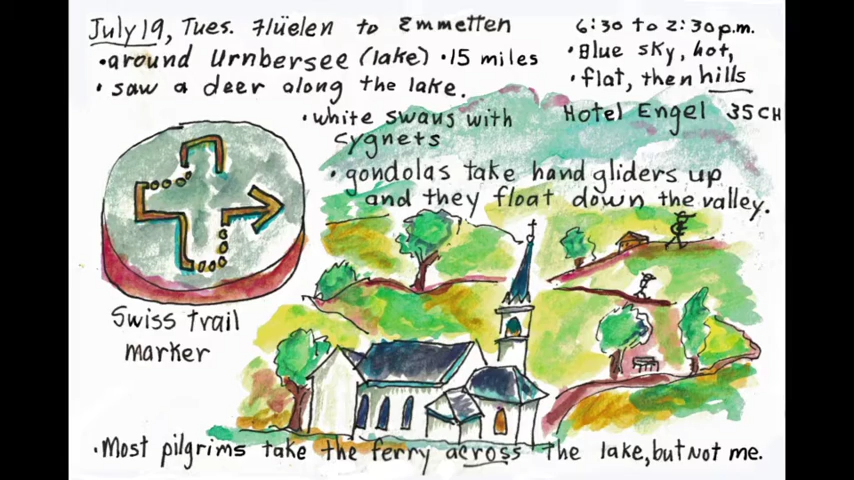 July 19, Tues. Flüelen to Emmetten
6:30 to 2:30 p.m.
•around Urnbersee (lake) •15 miles
•Blue sky, hot,
•flat, then hills
•saw a deer along the lake.
Hotel Engel 35CH
•white swans with
cygnets
•gondolas take hand gliders up
and they float down the valley.
Swiss trail
marker
•Most pilgrims take the ferry across the lake, but not me.